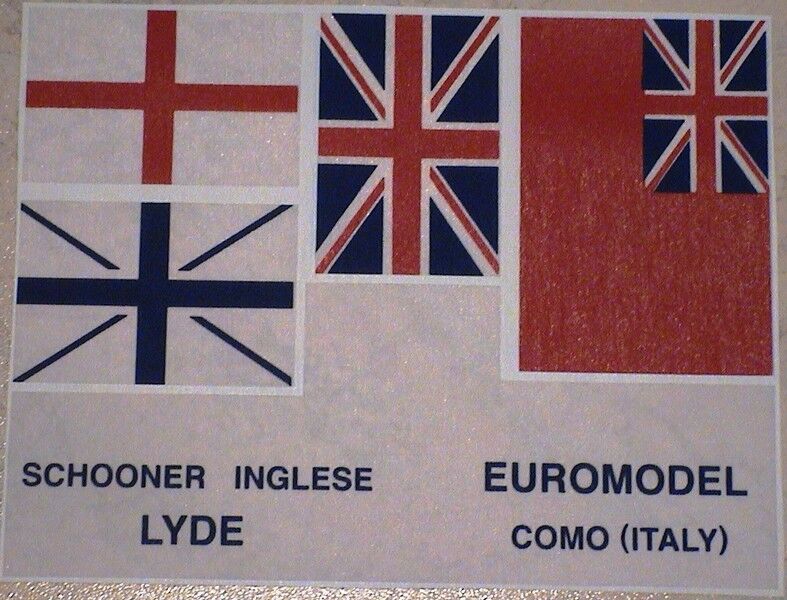 SCHOONER INGLESE
LYDE
EUROMODEL
COMO (ITALY)